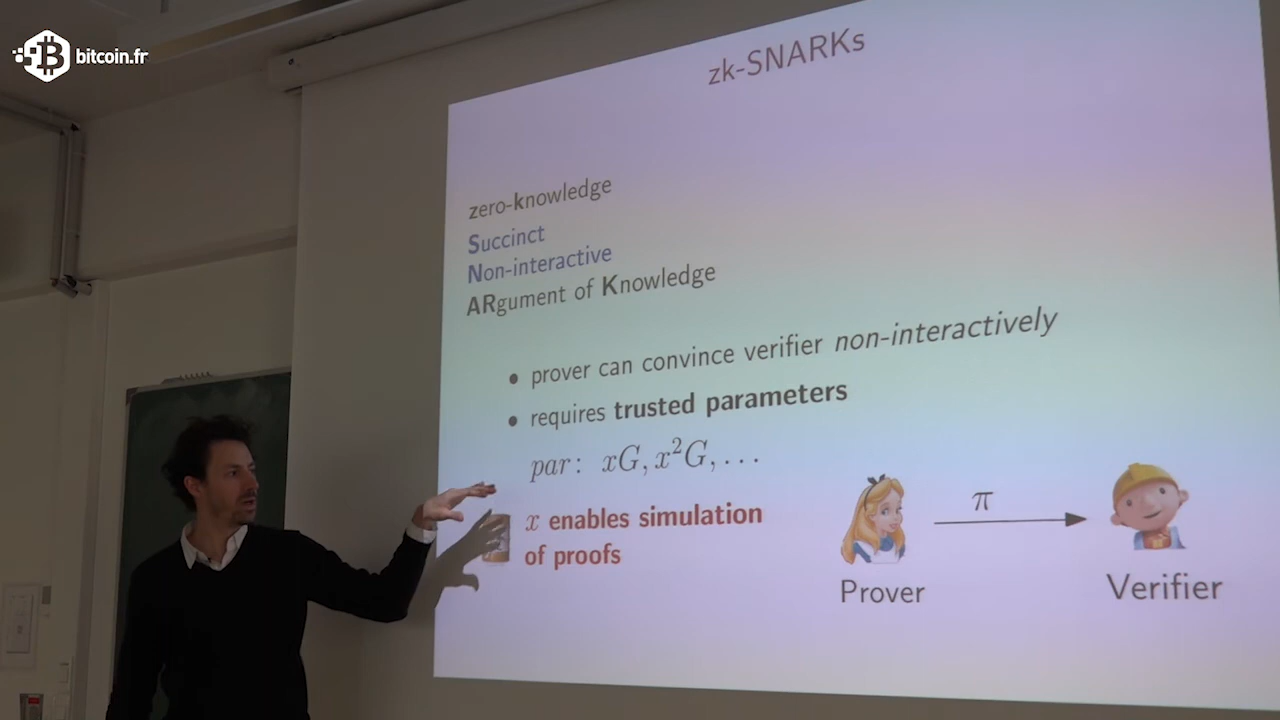 bitcoin.fr
zk-SNARKs
zero-knowledge
Succinct
Non-interactive
ARgument of Knowledge
• prover can convince verifier non-interactively
• requires trusted parameters
par: xG, x²G, . . .
x enables simulation
of proofs
π
Prover
Verifier